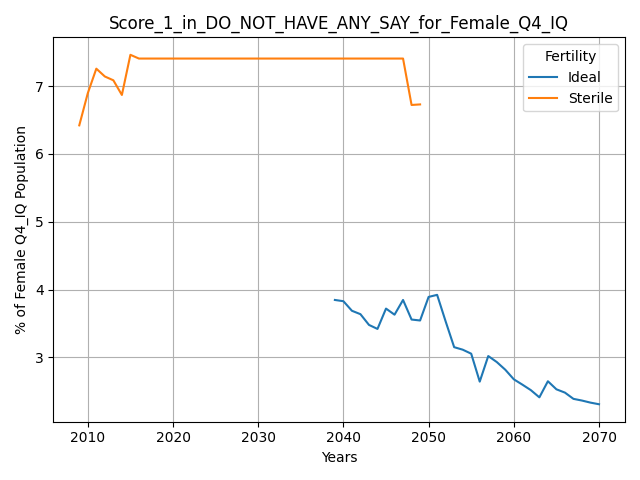 Score_1_in_DO_NOT_HAVE_ANY_SAY_for_Female_Q4_IQ
Fertility
Ideal
Sterile
% of Female Q4_IQ Population
7
6
5
4
3
2010 2020 2030 2040 2050 2060 2070
Years